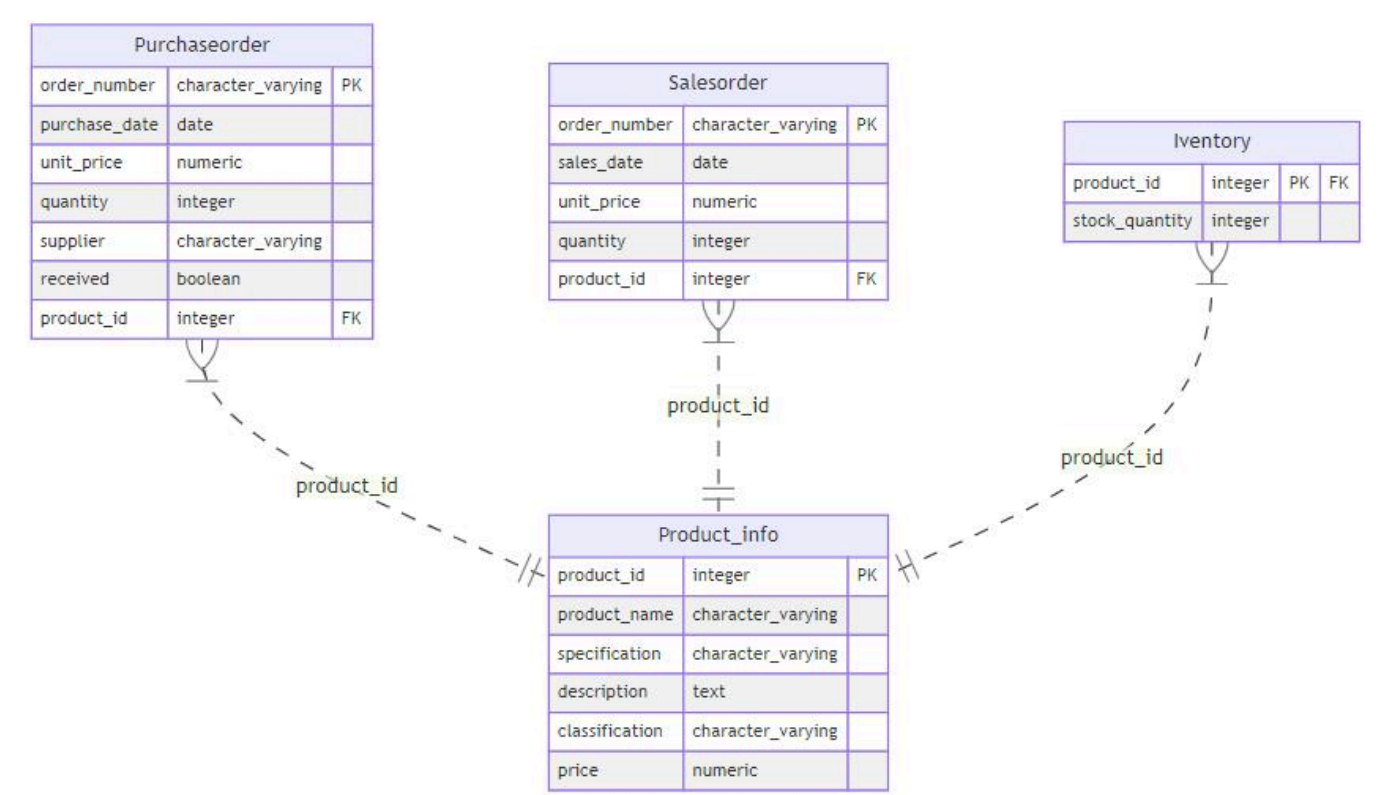 Purchaseorder
order_number character_varying PK
purchase_date date
unit_price numeric
quantity integer
supplier character_varying
received boolean
product_id integer FK
Salesorder
order_number character_varying PK
sales_date date
unit_price numeric
quantity integer
product_id integer FK
Iventory
product_id integer PK FK
stock_quantity integer
product_id
product_id
product_id
Product_info
product_id integer PK
product_name character_varying
specification character_varying
description text
classification character_varying
price numeric